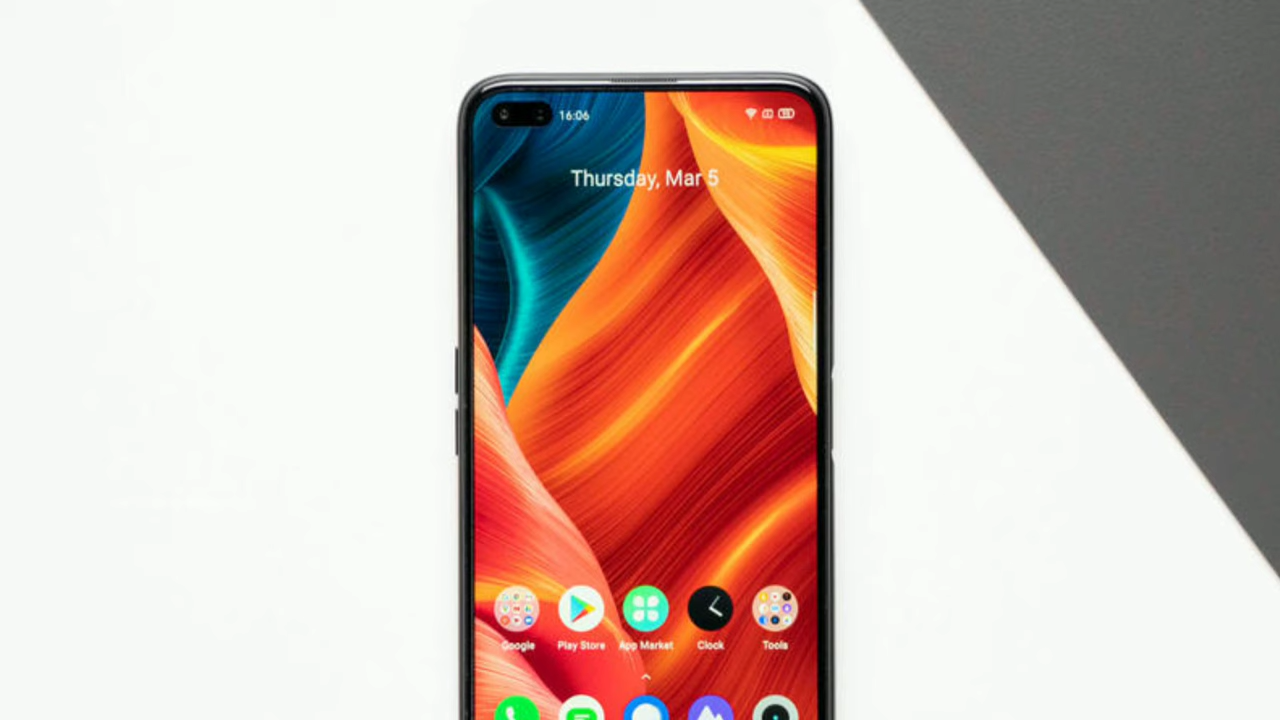 16:06
Thursday, Mar 5
Google
Play Store
App Market
Clock
Tools